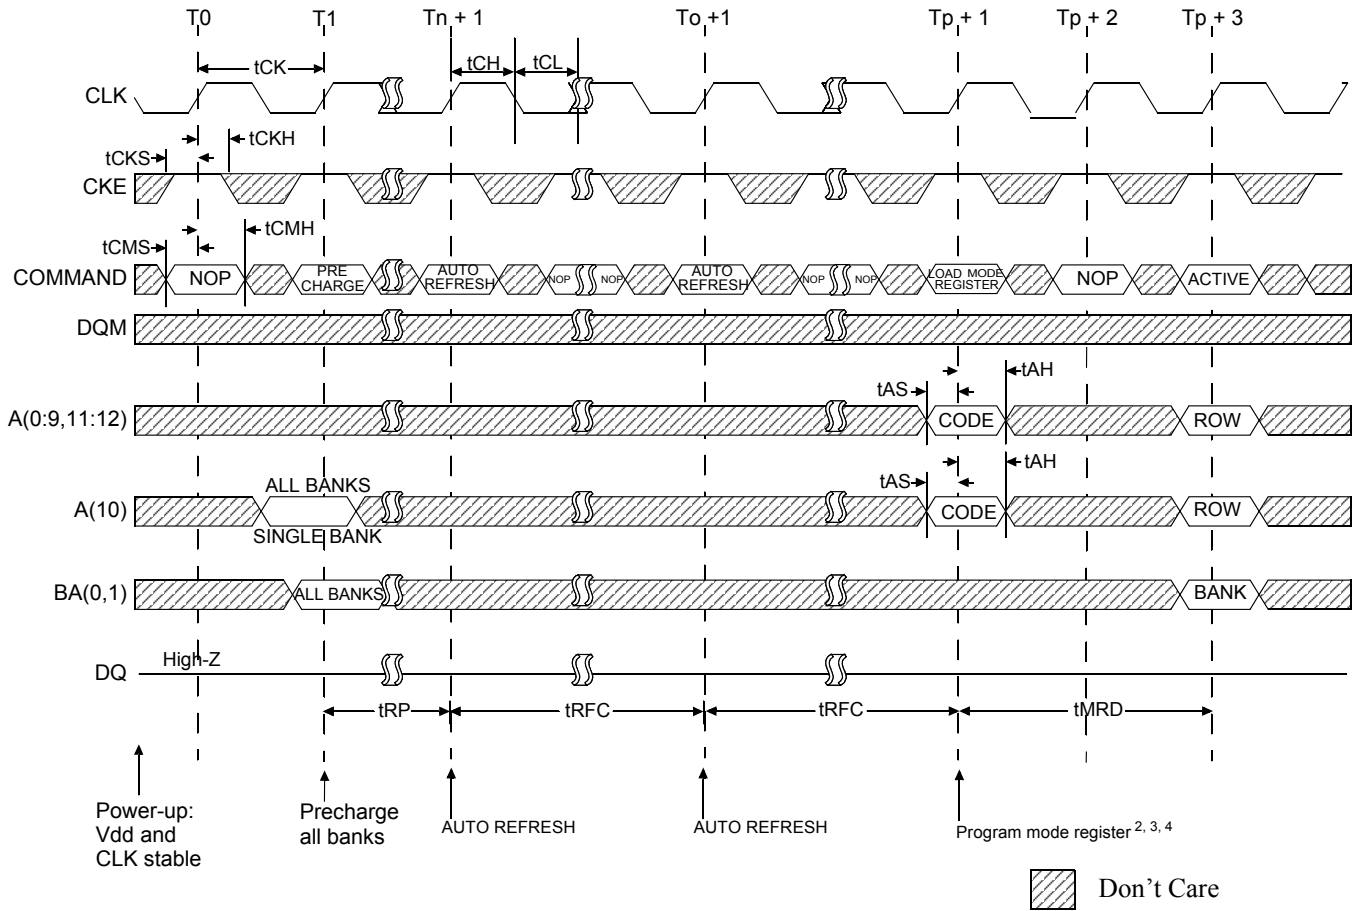 T0 T1 Tn + 1 To +1 Tp + 1 Tp + 2 Tp + 3
tCK tCH tCL
CLK
tCKH
tCKS
CKE
tCMH
tCMS
COMMAND NOP PRE CHARGE AUTO REFRESH NOP NOP AUTO REFRESH NOP NOP LOAD MODE REGISTER NOP ACTIVE
DQM
tAH
tAS
A(0:9,11:12) CODE ROW
tAH
tAS
ALL BANKS
A(10) CODE ROW
SINGLE BANK
BA(0,1) ALL BANKS BANK
High-Z
DQ
tRP tRFC tRFC tMRD
Power-up:
Vdd and
CLK stable
Precharge
all banks
AUTO REFRESH
AUTO REFRESH
Program mode register 2, 3, 4
Don't Care